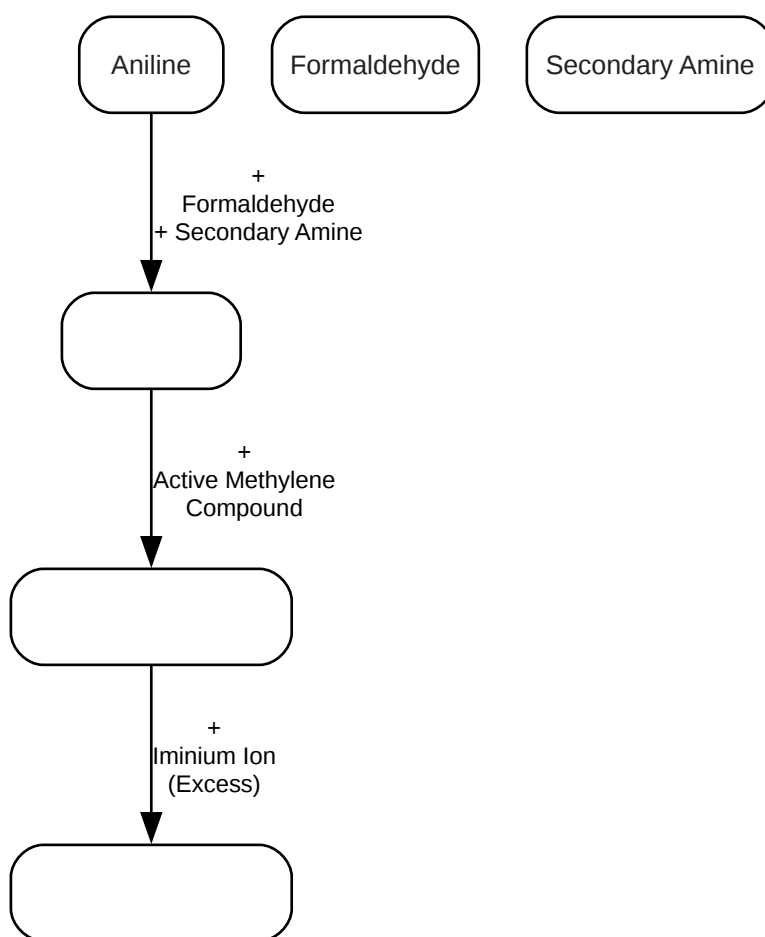 Aniline
Formaldehyde
Secondary Amine
+
Formaldehyde
+ Secondary Amine
+
Active Methylene
Compound
+
Iminium Ion
(Excess)